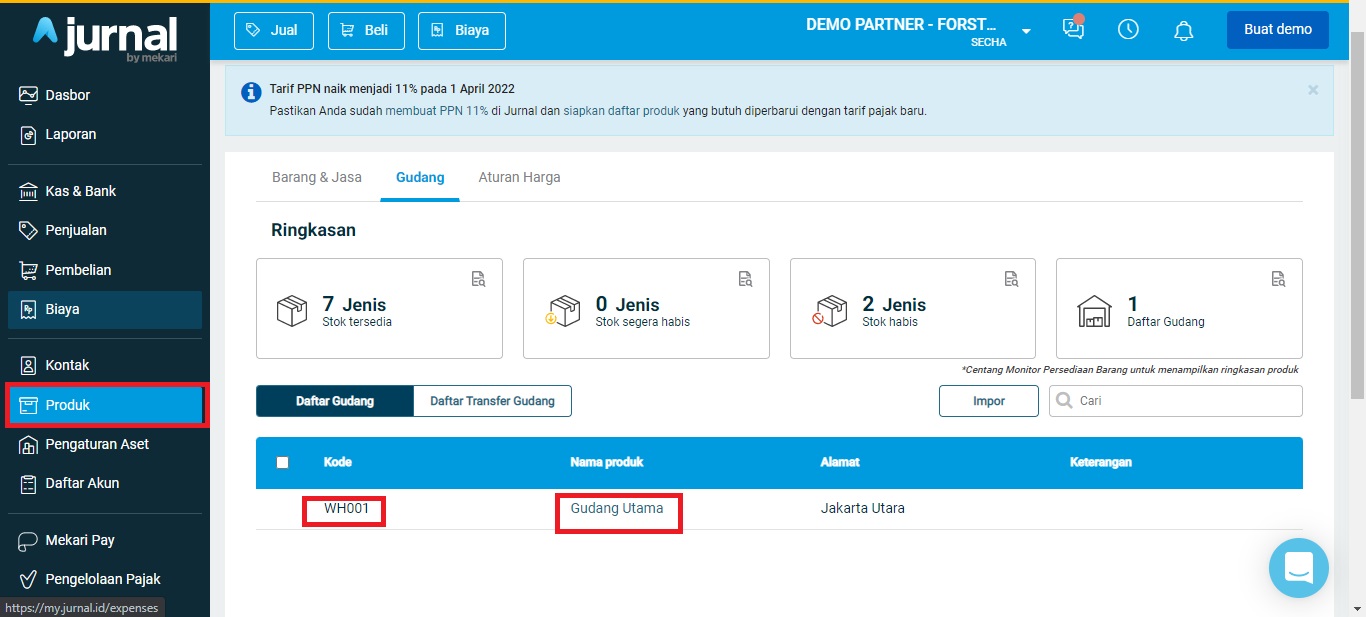 jurnal
by mekari
Dasbor
Laporan
Kas & Bank
Penjualan
Pembelian
Biaya
Kontak
Produk
Pengaturan Aset
Daftar Akun
Mekari Pay
Pengelolaan Pajak
https://my.jurnal.id/expenses
Jual Beli Biaya
DEMO PARTNER - FORST...
SECHA
Buat demo
Tarif PPN naik menjadi 11% pada 1 April 2022
Pastikan Anda sudah membuat PPN 11% di Jurnal dan siapkan daftar produk yang butuh diperbarui dengan tarif pajak baru.
Barang & Jasa Gudang Aturan Harga
Ringkasan
7 Jenis
Stok tersedia
0 Jenis
Stok segera habis
2 Jenis
Stok habis
1
Daftar Gudang
*Centang Monitor Persediaan Barang untuk menampilkan ringkasan produk
Daftar Gudang Daftar Transfer Gudang Impor Cari
Kode Nama produk Alamat Keterangan
WH001 Gudang Utama Jakarta Utara